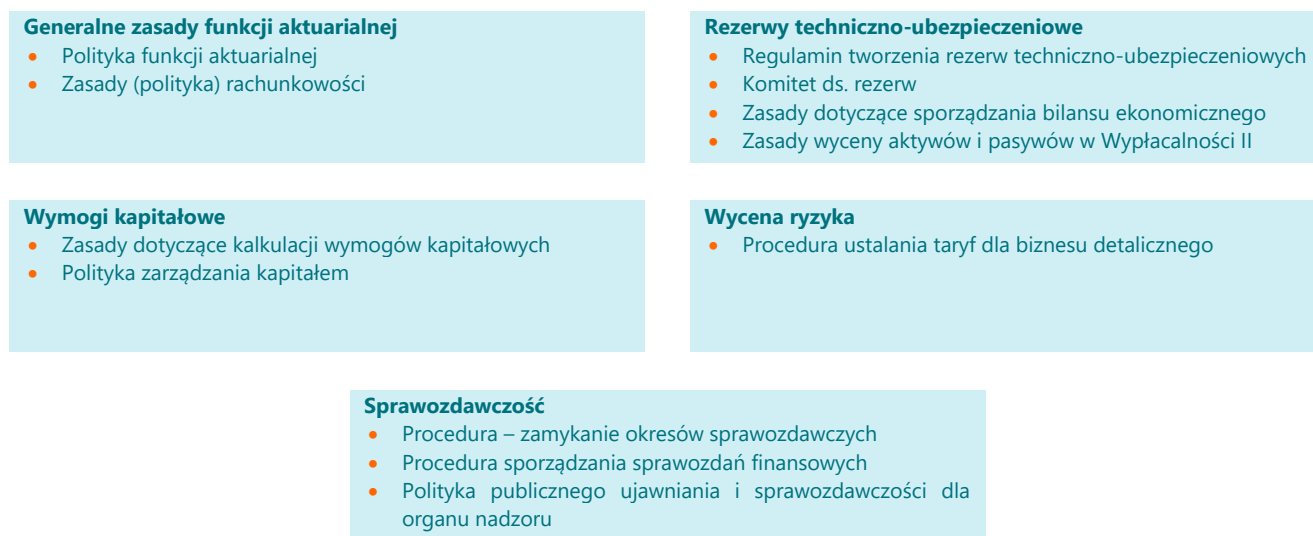 Generalne zasady funkcji aktuarialnej
• Polityka funkcji aktuarialnej
• Zasady (polityka) rachunkowości
Rezerwy techniczno-ubezpieczeniowe
• Regulamin tworzenia rezerw techniczno-ubezpieczeniowych
• Komitet ds. rezerw
• Zasady dotyczące sporządzania bilansu ekonomicznego
• Zasady wyceny aktywów i pasywów w Wypłacalności II
Wymogi kapitałowe
• Zasady dotyczące kalkulacji wymogów kapitałowych
• Polityka zarządzania kapitałem
Wycena ryzyka
• Procedura ustalania taryf dla biznesu detalicznego
Sprawozdawczość
• Procedura – zamykanie okresów sprawozdawczych
• Procedura sporządzania sprawozdań finansowych
• Polityka publicznego ujawniania i sprawozdawczości dla
organu nadzoru